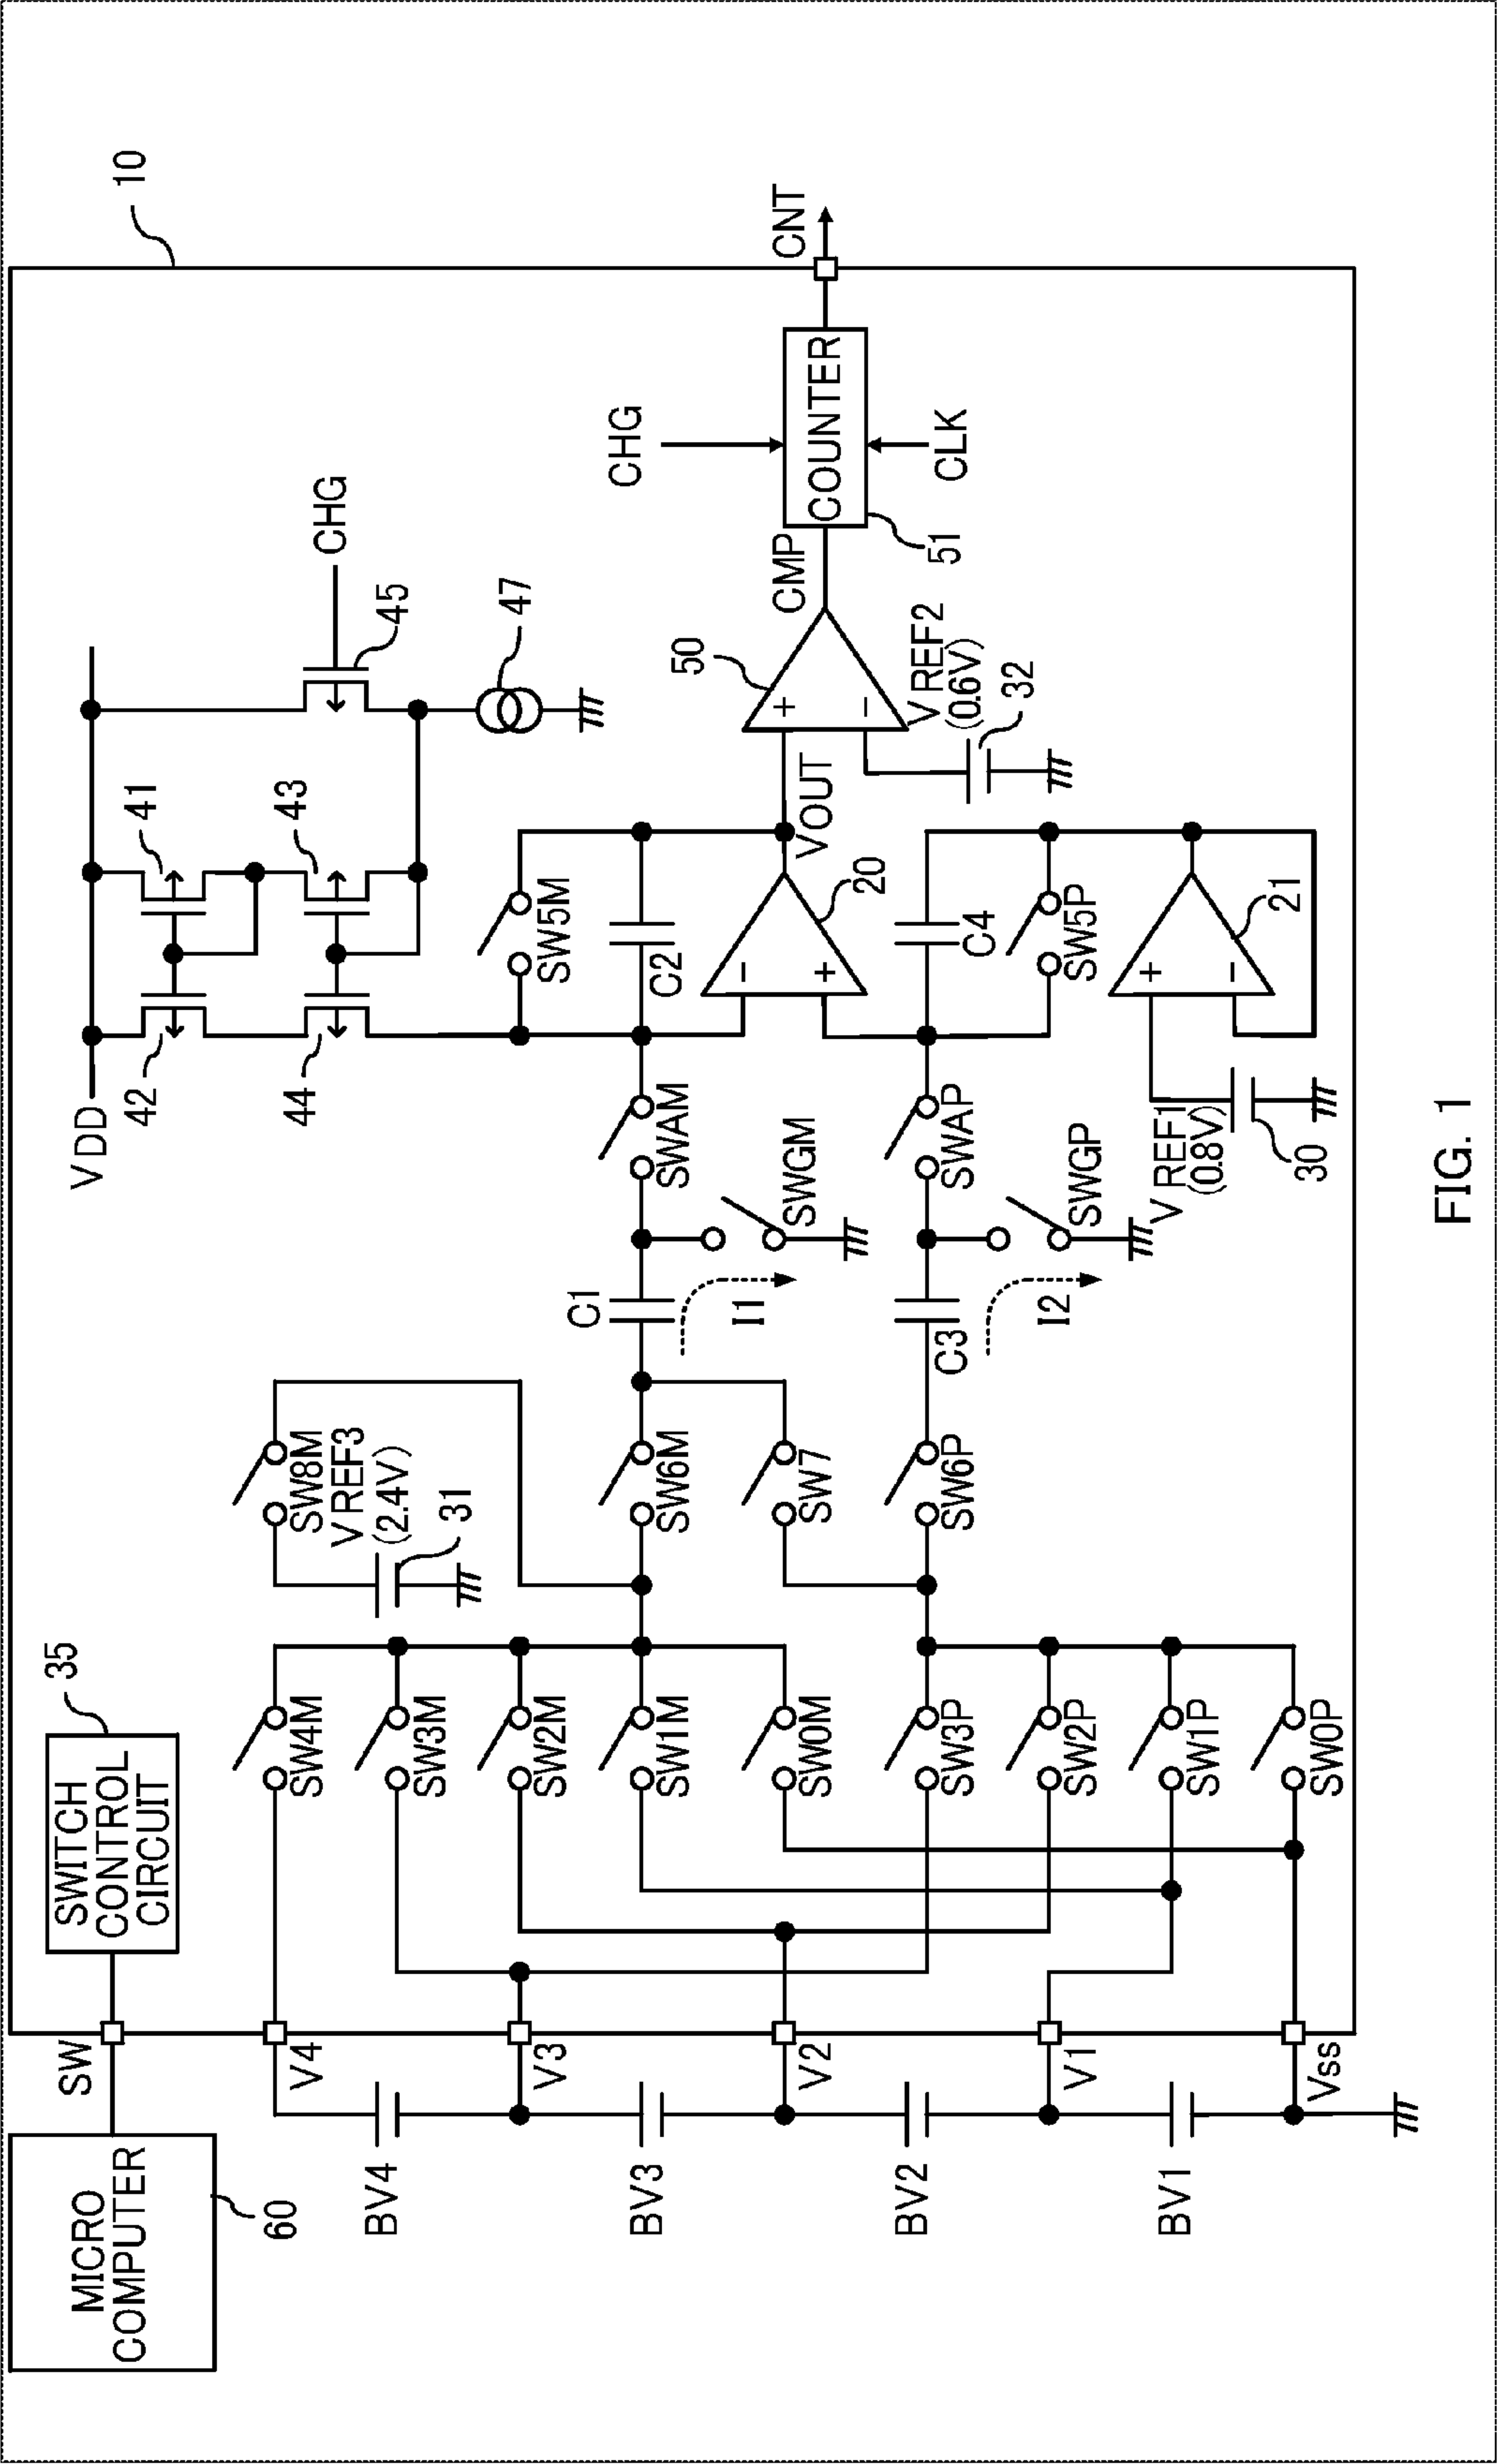 10
MICRO
COMPUTER
60
SW
SWITCH
CONTROL
CIRCUIT
35
VDD
41
42
43
44
CHG
45
47
V4
V3
V2
V1
Vss
BV4
BV3
BV2
BV1
SW4M
SW3M
SW2M
SW1M
SW0M
SW3P
SW2P
SW1P
SW0P
SW8M
VREF3
(2.4V)
31
SW6M
SW7
SW6P
C1
I1
C3
I2
SWAM
SWGM
SWAP
SWGP
SW5M
C2
20
VOUT
C4
SW5P
21
VREF1
(0.8V)
30
50
CMP
VREF2
(0.6V)
32
CHG
COUNTER
51
CLK
CNT
+
−
−
+
+
−
FIG. 1